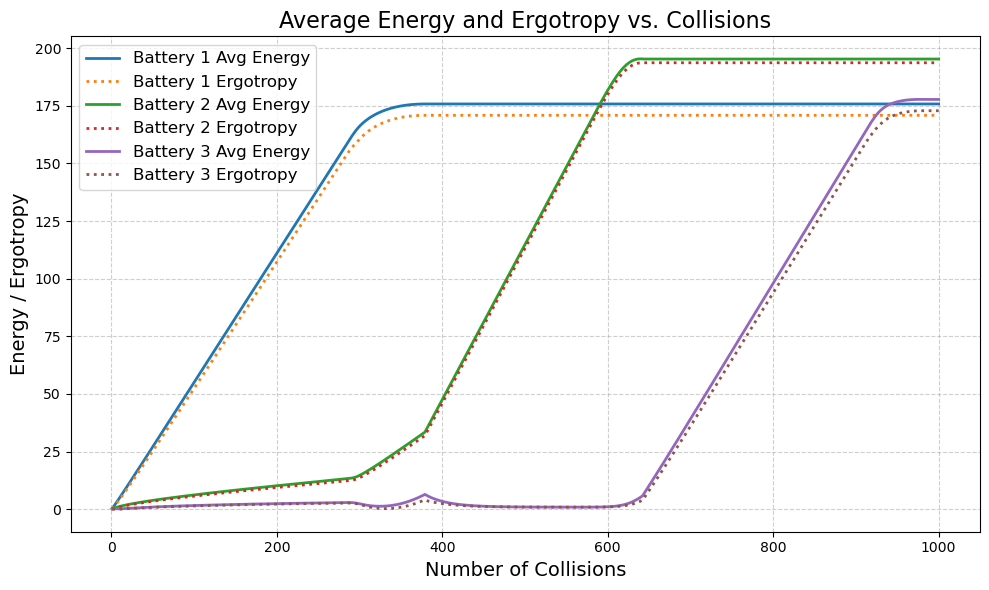 Average Energy and Ergotropy vs. Collisions
Battery 1 Avg Energy
Battery 1 Ergotropy
Battery 2 Avg Energy
Battery 2 Ergotropy
Battery 3 Avg Energy
Battery 3 Ergotropy
Energy / Ergotropy
200
175
150
125
100
75
50
25
0
0 200 400 600 800 1000
Number of Collisions